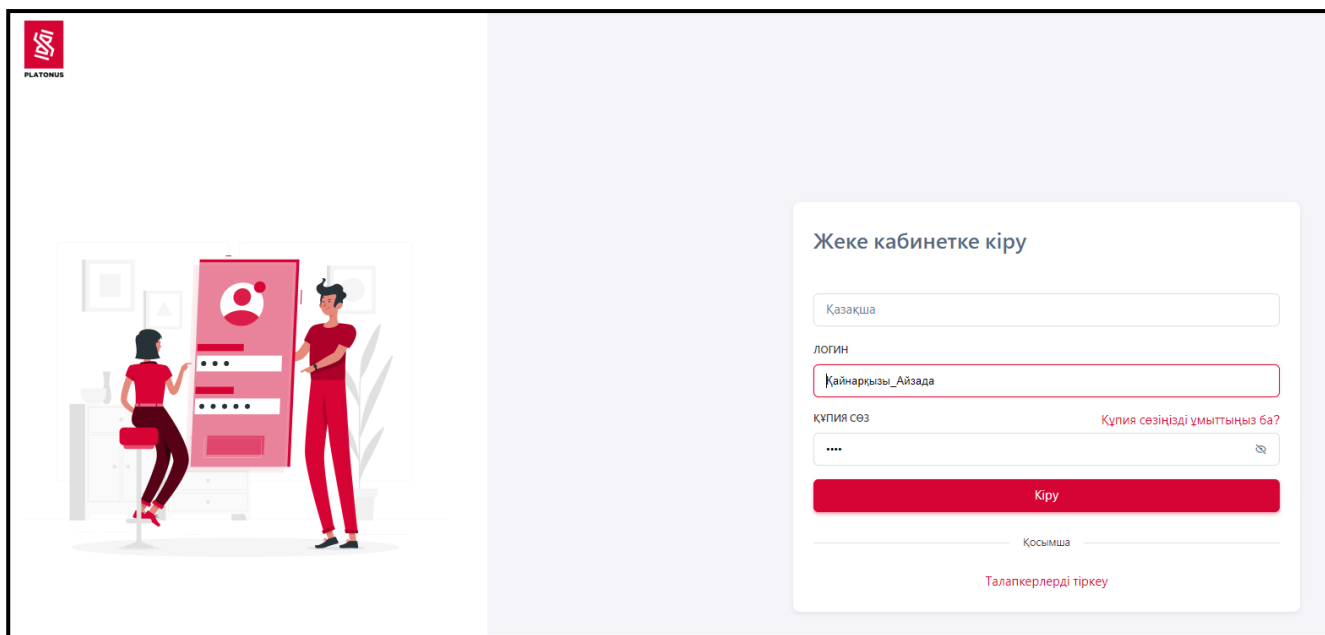 PLATONUS
Жеке кабинетке кіру
Қазақша
ЛОГИН
Қайнарқызы_Айзада
ҚҰПИЯ СӨЗ
Құпия сөзіңізді ұмыттыңыз ба?
••••
Кіру
Қосымша
Талапкерлерді тіркеу